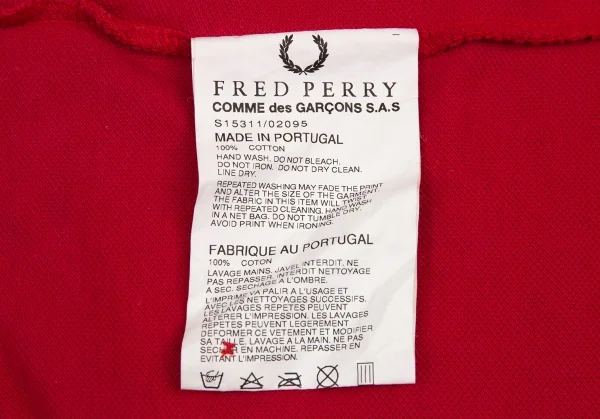 FRED PERRY
COMME des GARÇONS S.A.S
S15311/02095
MADE IN PORTUGAL
100% COTTON
HAND WASH. DO NOT BLEACH.
DO NOT IRON. DO NOT DRY CLEAN.
LINE DRY.
REPEATED WASHING MAY FADE THE PRINT
AND ALTER THE SIZE OF THE GARMENT.
THE FABRIC IN THIS ITEM WILL TWIST
WITH REPEATED CLEANING. HAND WASH
IN A NET BAG. DO NOT TUMBLE DRY.
AVOID PRINT WHEN IRONING.
FABRIQUE AU PORTUGAL
100% COTON
LAVAGE MAINS. JAVEL INTERDIT. NE
PAS REPASSER. INTERDIT NETTOYAGE
A SEC. SECHAGE A L'OMBRE.
L'IMPRIME VA PALIR A L'USAGE ET
AVEC LES NETTOYAGES SUCCESSIFS.
LES LAVAGES REPETES PEUVENT
ALTERER L'IMPRESSION. LES LAVAGES
REPETES PEUVENT LEGEREMENT
DEFORMER CE VETEMENT ET MODIFIER
SA TAILLE. LAVAGE A LA MAIN. NE PAS
SECHER EN MACHINE. REPASSER EN
EVITANT L'IMPRESSION.